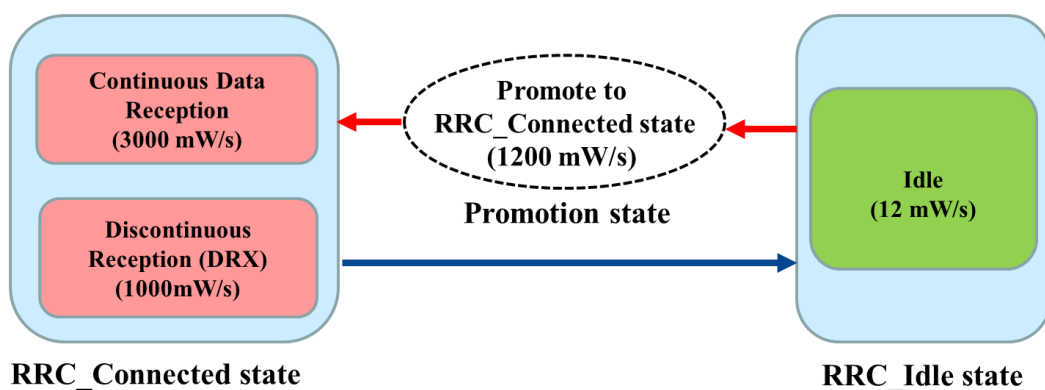 Continuous Data
Reception
(3000 mW/s)
Discontinuous
Reception (DRX)
(1000mW/s)
RRC_Connected state
Promote to
RRC_Connected state
(1200 mW/s)
Promotion state
Idle
(12 mW/s)
RRC_Idle state